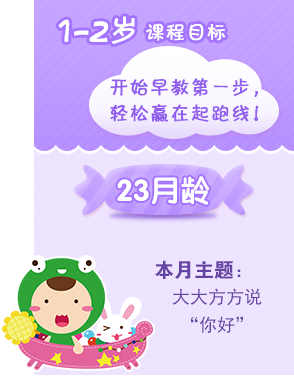 1-2岁 课程目标
开始早教第一步，
轻松赢在起跑线！
23月龄
本月主题：
大大方方说
“你好”